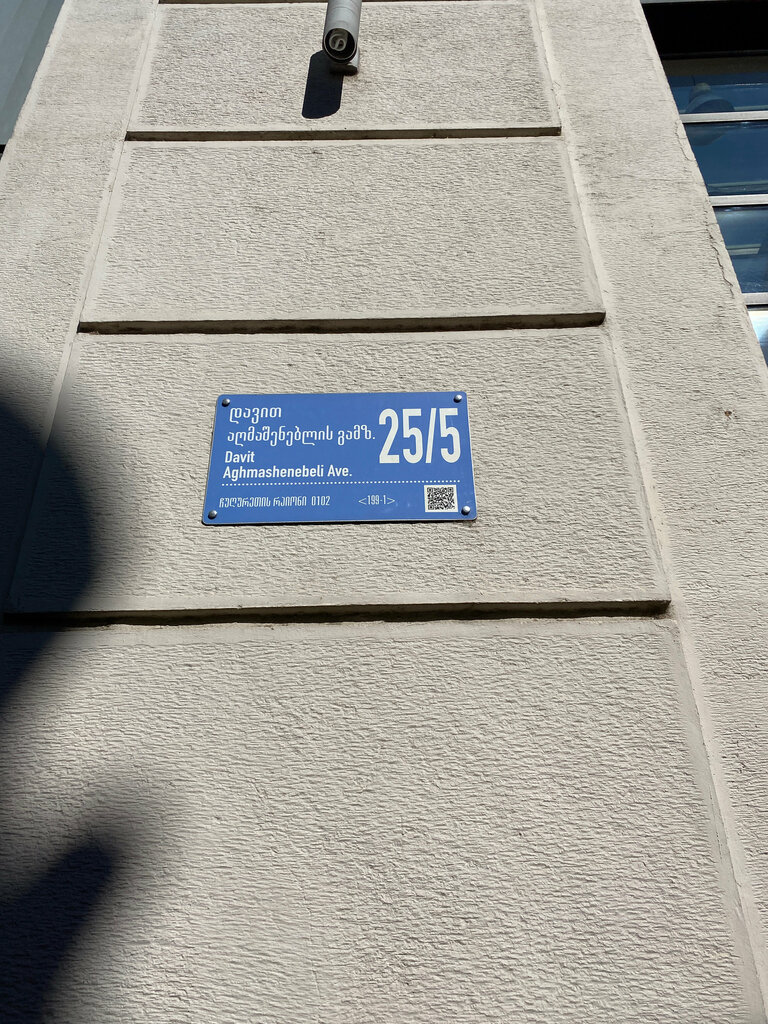 დავით
აღმაშენებლის გამზ.
25/5
Davit
Aghmashenebeli Ave.
ჩუღურეთის რაიონი 0102 <199-1>